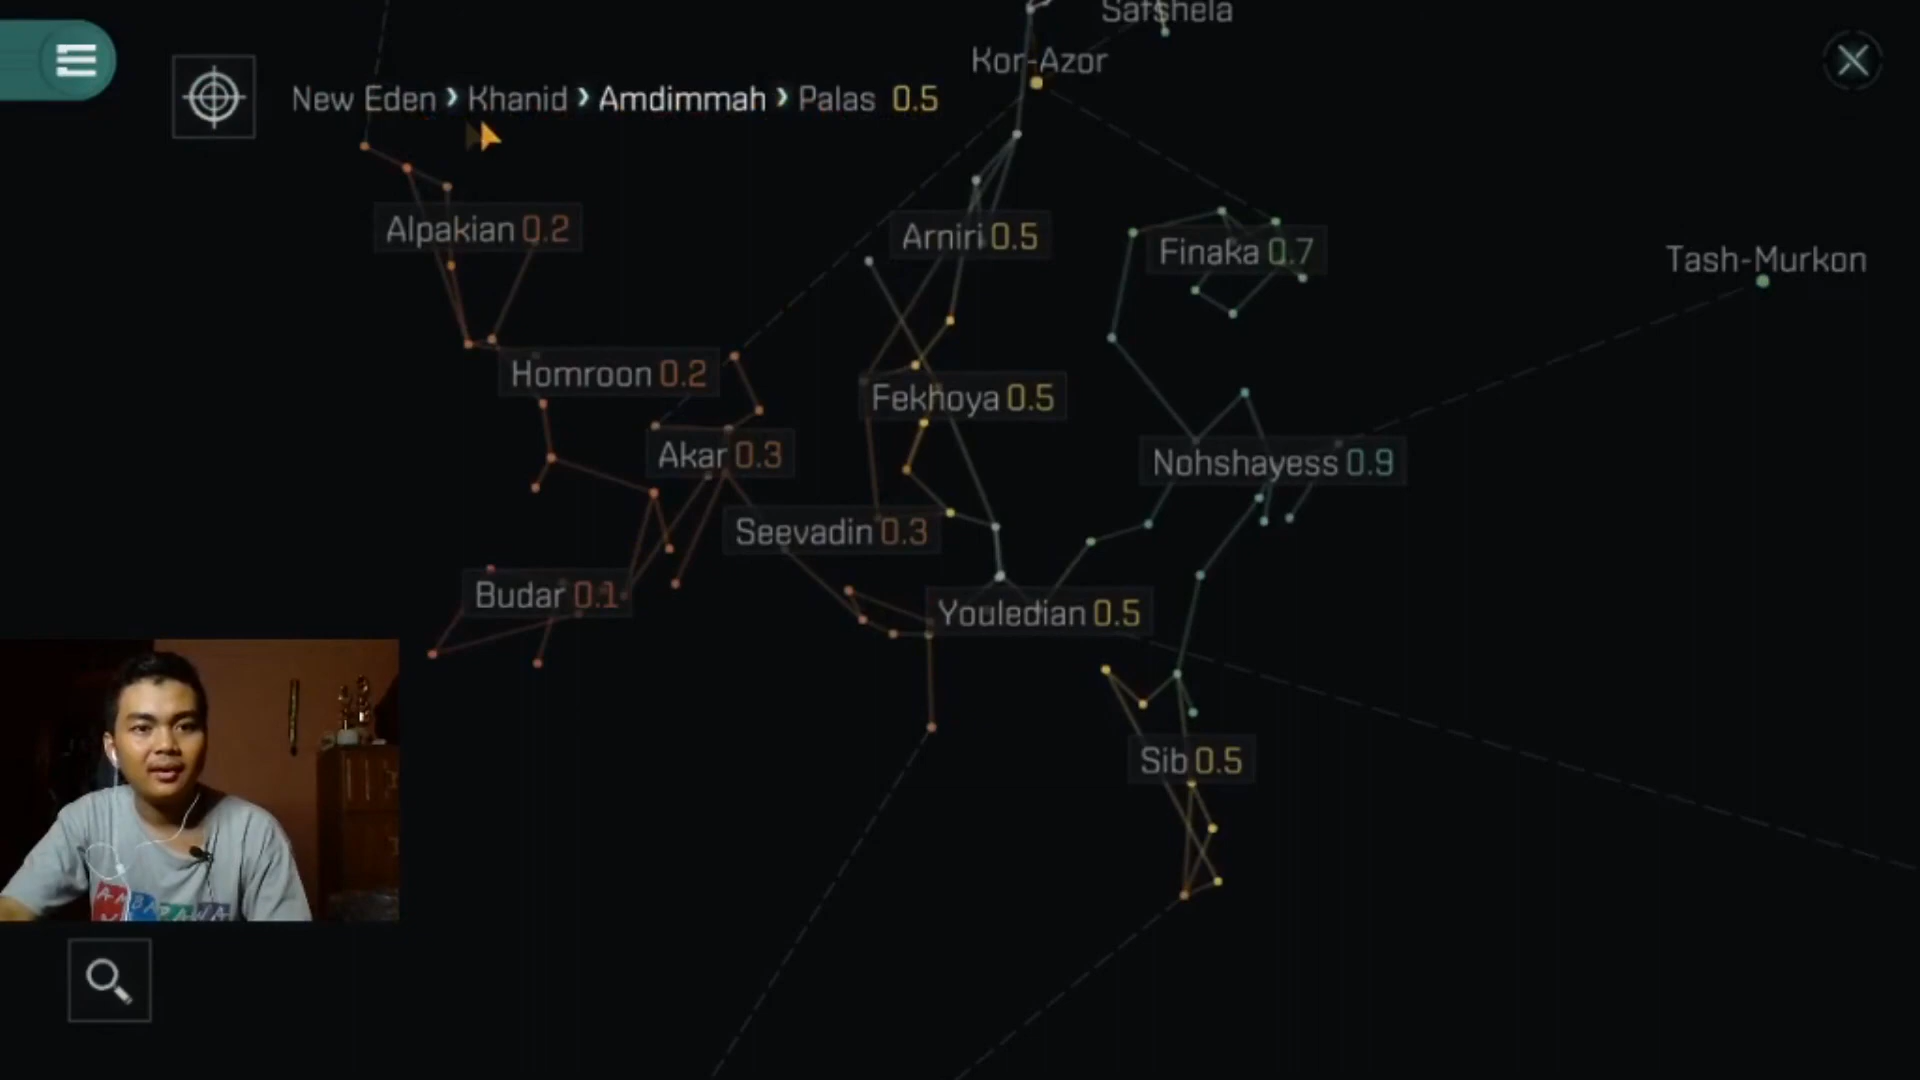 Safshela
Kor-Azor
New Eden › Khanid › Amdimmah › Palas 0.5
Alpakian 0.2
Arniri 0.5
Finaka 0.7
Tash-Murkon
Homroon 0.2
Fekhoya 0.5
Akar 0.3
Nohshayess 0.9
Seevadin 0.3
Budar 0.1
Youledian 0.5
Sib 0.5